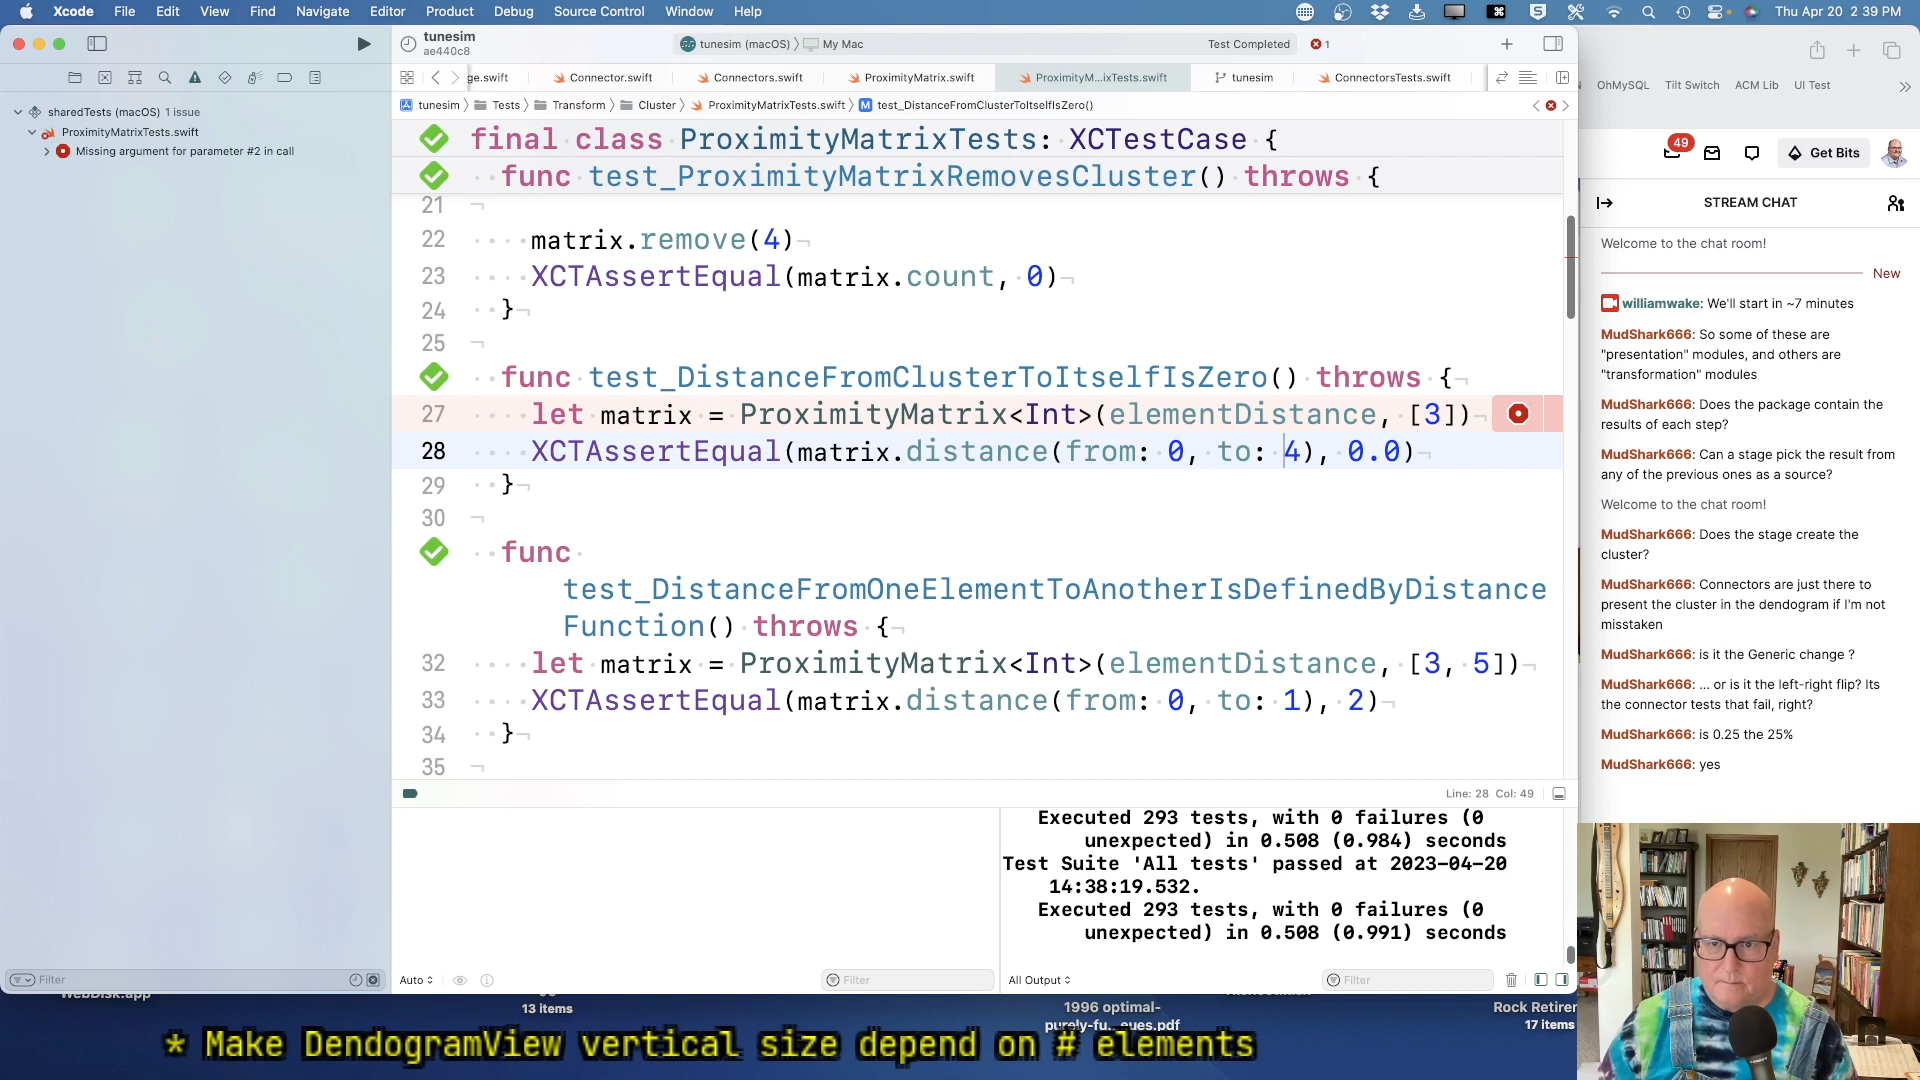 Xcode File Edit View Find Navigate Editor Product Debug Source Control Window Help Thu Apr 20 2:39 PM
tunesim
ae440c8
tunesim (macOS) My Mac Test Completed 1
ge.swift Connector.swift Connectors.swift ProximityMatrix.swift ProximityM...ixTests.swift tunesim ConnectorsTests.swift
tunesim Tests Transform Cluster ProximityMatrixTests.swift M test_DistanceFromClusterToItselfIsZero()
sharedTests (macOS) 1 issue
ProximityMatrixTests.swift
Missing argument for parameter #2 in call
final class ProximityMatrixTests: XCTestCase {
func test_ProximityMatrixRemovesCluster() throws {
21
22 matrix.remove(4)
23 XCTAssertEqual(matrix.count, 0)
24 }
25
func test_DistanceFromClusterToItselfIsZero() throws {
27 let matrix = ProximityMatrix<Int>(elementDistance, [3])
28 XCTAssertEqual(matrix.distance(from: 0, to: 4), 0.0)
29 }
30
func
test_DistanceFromOneElementToAnotherIsDefinedByDistance
Function() throws {
32 let matrix = ProximityMatrix<Int>(elementDistance, [3, 5])
33 XCTAssertEqual(matrix.distance(from: 0, to: 1), 2)
34 }
35
Line: 28 Col: 49
Executed 293 tests, with 0 failures (0
unexpected) in 0.508 (0.984) seconds
Test Suite 'All tests' passed at 2023-04-20
14:38:19.532.
Executed 293 tests, with 0 failures (0
unexpected) in 0.508 (0.991) seconds
Filter Auto Filter All Output Filter
OhMySQL Tilt Switch ACM Lib UI Test
49 Get Bits
STREAM CHAT
Welcome to the chat room!
New
williamwake: We'll start in ~7 minutes
MudShark666: So some of these are
"presentation" modules, and others are
"transformation" modules
MudShark666: Does the package contain the
results of each step?
MudShark666: Can a stage pick the result from
any of the previous ones as a source?
Welcome to the chat room!
MudShark666: Does the stage create the
cluster?
MudShark666: Connectors are just there to
present the cluster in the dendogram if I'm not
misstaken
MudShark666: is it the Generic change ?
MudShark666: ... or is it the left-right flip? Its
the connector tests that fail, right?
MudShark666: is 0.25 the 25%
MudShark666: yes
WebDisk.app
13 items
1996 optimal-
purely-fu...eues.pdf
Rock Retirer
17 items
* Make DendogramView vertical size depend on # elements